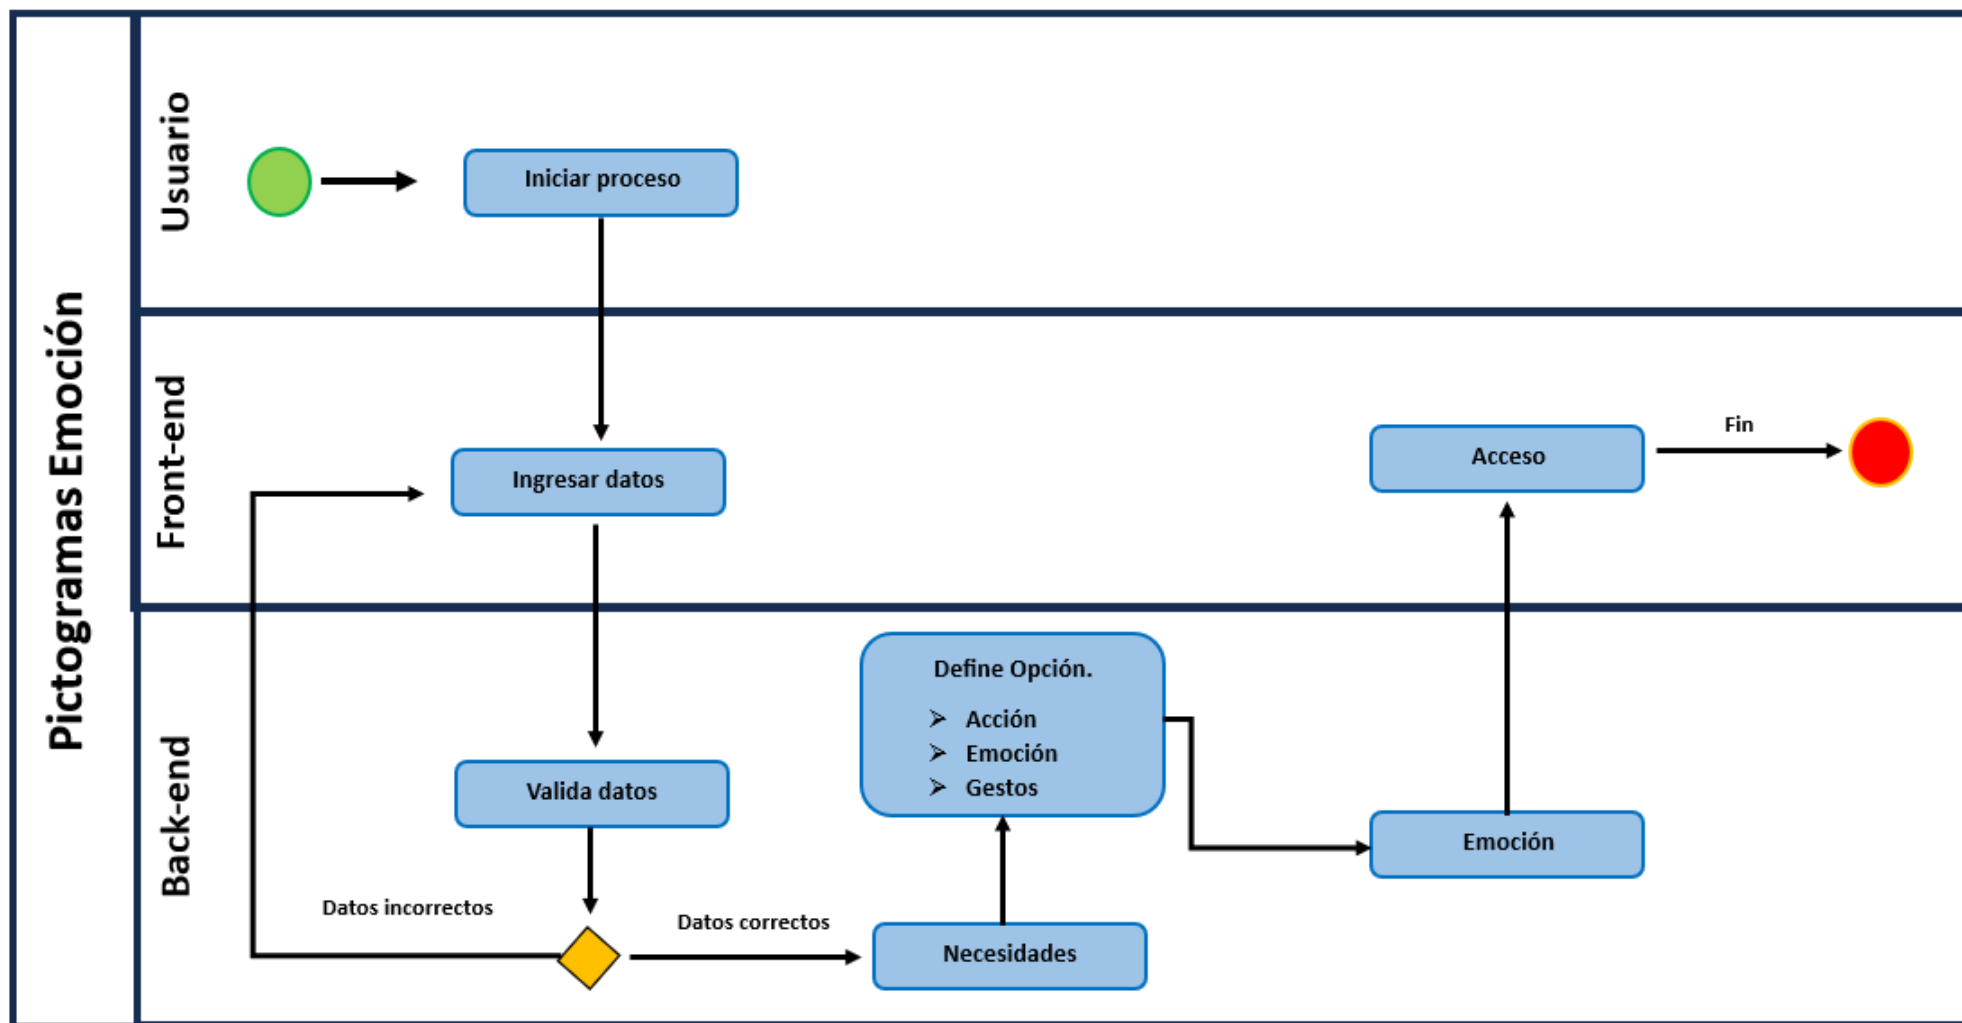 Pictogramas Emoción
Usuario
Iniciar proceso
Front-end
Ingresar datos
Acceso
Fin
Back-end
Valida datos
Datos incorrectos
Datos correctos
Necesidades
Define Opción.
➢ Acción
➢ Emoción
➢ Gestos
Emoción